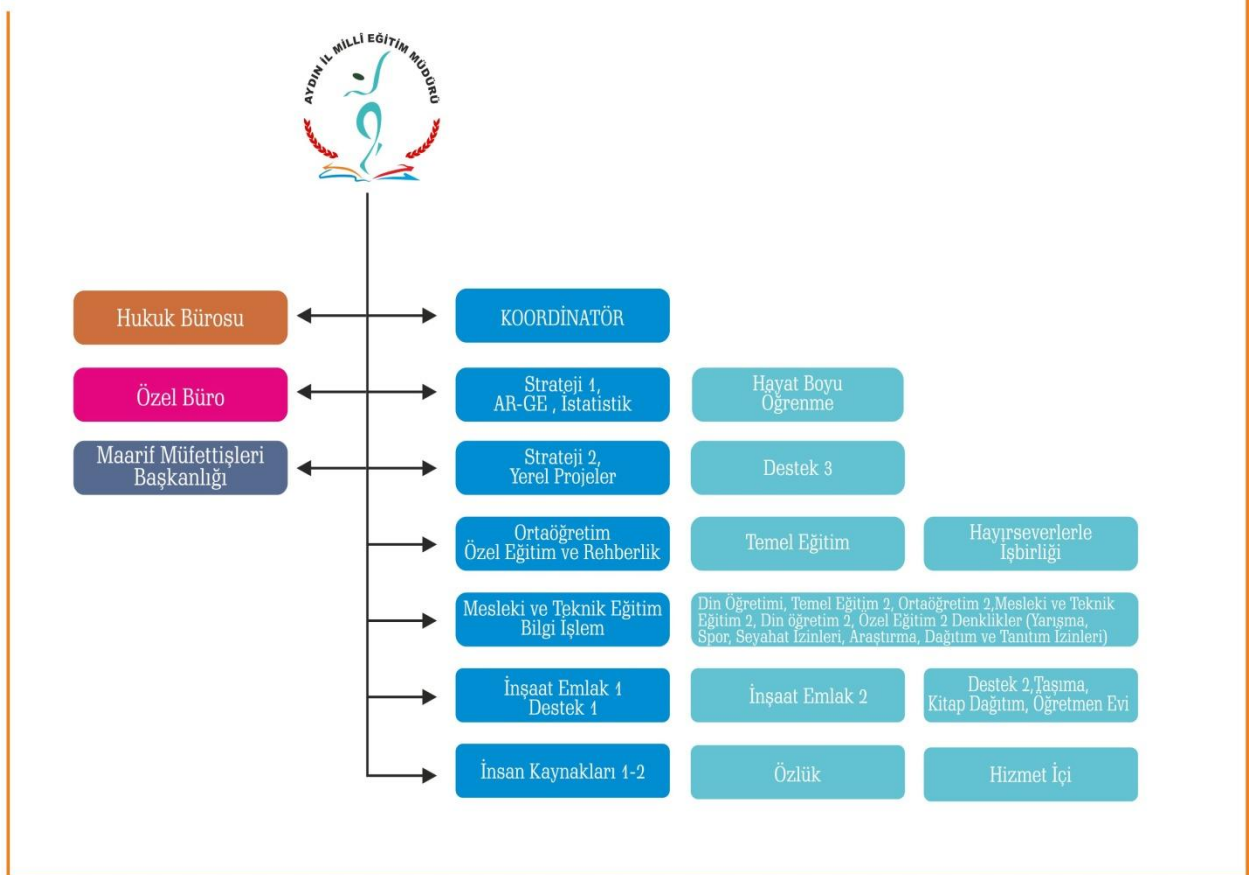 AYDIN İL MİLLİ EĞİTİM MÜDÜRÜ
Hukuk Bürosu
KOORDİNATÖR
Özel Büro
Strateji 1,
AR-GE , İstatistik
Hayat Boyu
Öğrenme
Maarif Müfettişleri
Başkanlığı
Strateji 2,
Yerel Projeler
Destek 3
Ortaöğretim
Özel Eğitim ve Rehberlik
Temel Eğitim
Hayırseverlerle
İşbirliği
Mesleki ve Teknik Eğitim
Bilgi İşlem
Din Öğretimi, Temel Eğitim 2, Ortaöğretim 2,Mesleki ve Teknik
Eğitim 2, Din öğretim 2, Özel Eğitim 2 Denklikler (Yarışma,
Spor, Seyahat İzinleri, Araştırma, Dağıtım ve Tanıtım İzinleri)
İnşaat Emlak 1
Destek 1
İnşaat Emlak 2
Destek 2,Taşıma,
Kitap Dağıtım, Öğretmen Evi
İnsan Kaynakları 1-2
Özlük
Hizmet İçi